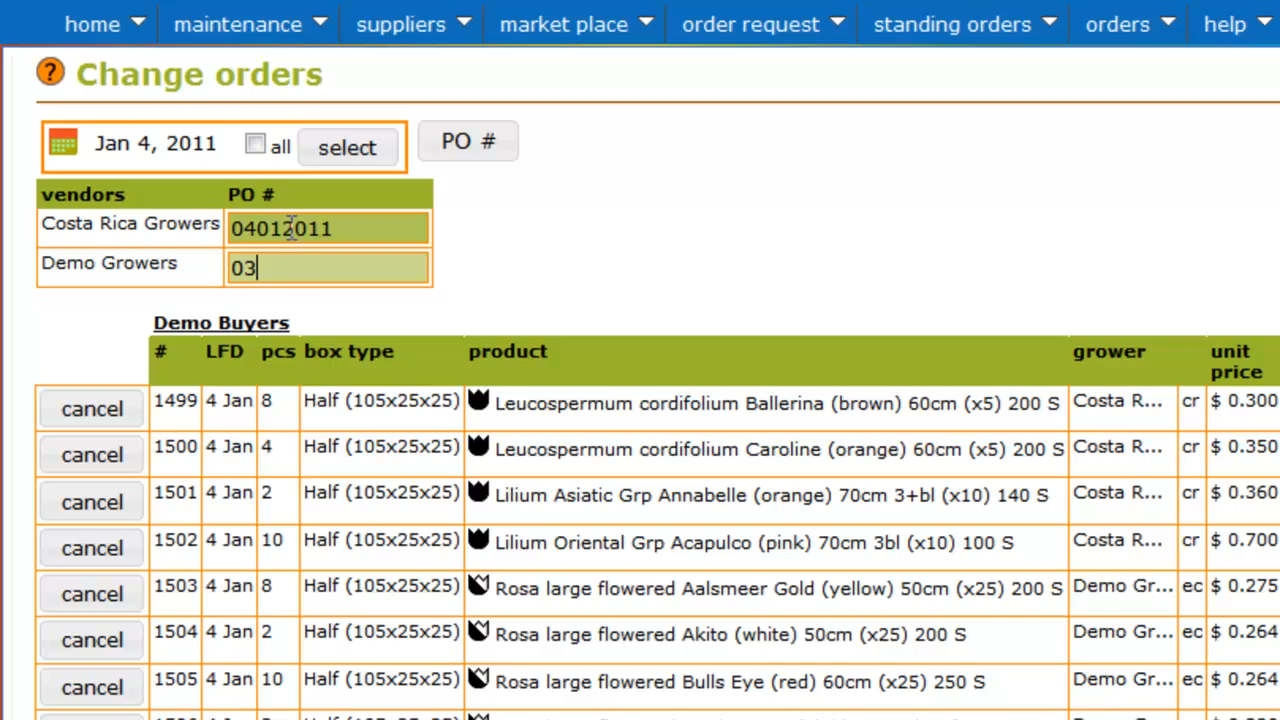 home maintenance suppliers market place order request standing orders orders help
? Change orders
Jan 4, 2011 all select PO #
vendors PO #
Costa Rica Growers 04012011
Demo Growers 03
Demo Buyers
# LFD pcs box type product grower unit price
cancel 1499 4 Jan 8 Half (105x25x25) Leucospermum cordifolium Ballerina (brown) 60cm (x5) 200 S Costa R... cr $ 0.300
cancel 1500 4 Jan 4 Half (105x25x25) Leucospermum cordifolium Caroline (orange) 60cm (x5) 200 S Costa R... cr $ 0.350
cancel 1501 4 Jan 2 Half (105x25x25) Lilium Asiatic Grp Annabelle (orange) 70cm 3+bl (x10) 140 S Costa R... cr $ 0.360
cancel 1502 4 Jan 10 Half (105x25x25) Lilium Oriental Grp Acapulco (pink) 70cm 3bl (x10) 100 S Costa R... cr $ 0.700
cancel 1503 4 Jan 8 Half (105x25x25) Rosa large flowered Aalsmeer Gold (yellow) 50cm (x25) 200 S Demo Gr... ec $ 0.275
cancel 1504 4 Jan 2 Half (105x25x25) Rosa large flowered Akito (white) 50cm (x25) 200 S Demo Gr... ec $ 0.264
cancel 1505 4 Jan 10 Half (105x25x25) Rosa large flowered Bulls Eye (red) 60cm (x25) 250 S Demo Gr... ec $ 0.264